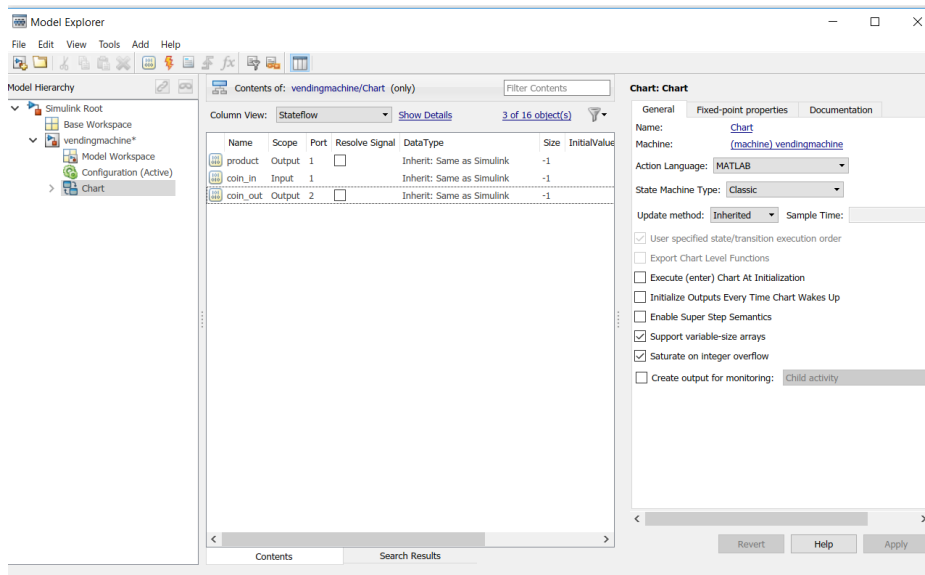 Model Explorer
File Edit View Tools Add Help
fx
Model Hierarchy
Simulink Root
Base Workspace
vendingmachine*
Model Workspace
Configuration (Active)
Chart
Contents of: vendingmachine/Chart (only)
Filter Contents
Column View: Stateflow Show Details 3 of 16 object(s)
Name Scope Port Resolve Signal DataType Size InitialValue
product Output 1 Inherit: Same as Simulink -1
coin_in Input 1 Inherit: Same as Simulink -1
coin_out Output 2 Inherit: Same as Simulink -1
Contents Search Results
Chart: Chart
General Fixed-point properties Documentation
Name: Chart
Machine: (machine) vendingmachine
Action Language: MATLAB
State Machine Type: Classic
Update method: Inherited Sample Time:
User specified state/transition execution order
Export Chart Level Functions
Execute (enter) Chart At Initialization
Initialize Outputs Every Time Chart Wakes Up
Enable Super Step Semantics
Support variable-size arrays
Saturate on integer overflow
Create output for monitoring: Child activity
Revert Help Apply